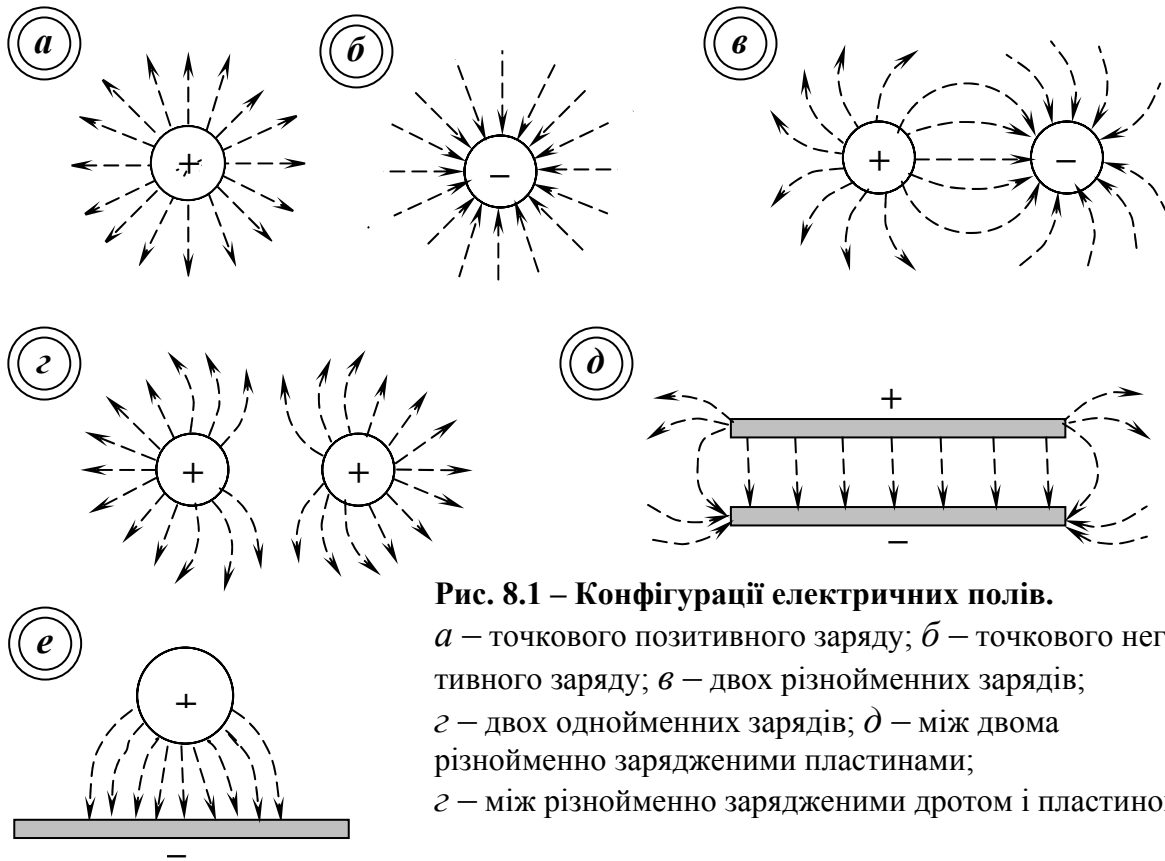 а
б
в
+
−
+
−
г
д
+
+
+
−
е
+
−
Рис. 8.1 – Конфігурації електричних полів.
а – точкового позитивного заряду; б – точкового нег
тивного заряду; в – двох різнойменних зарядів;
г – двох однойменних зарядів; д – між двома
різнойменно зарядженими пластинами;
г – між різнойменно зарядженими дротом і пластино